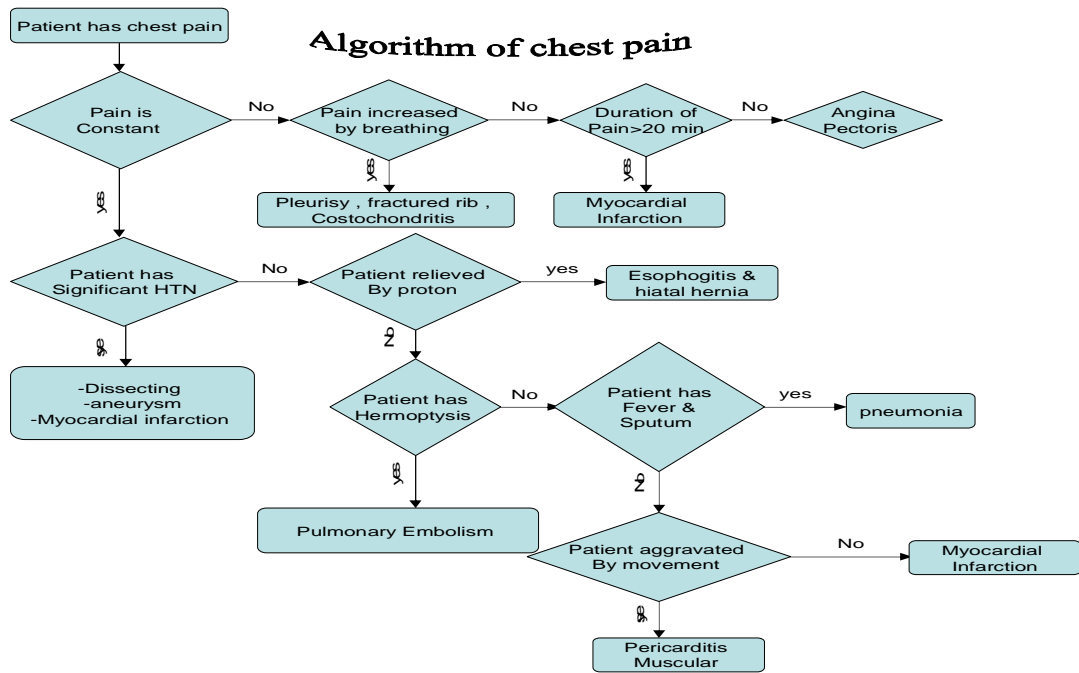 Patient has chest pain
Algorithm of chest pain
Pain is
Constant
No
Pain increased
by breathing
No
Duration of
Pain>20 min
No
Angina
Pectoris
yes
yes
yes
Pleurisy , fractured rib ,
Costochondritis
Myocardial
Infarction
Patient has
Significant HTN
No
Patient relieved
By proton
yes
Esophogitis &
hiatal hernia
yes
No
-Dissecting
-aneurysm
-Myocardial infarction
Patient has
Hermoptysis
No
Patient has
Fever &
Sputum
yes
pneumonia
yes
No
Pulmonary Embolism
Patient aggravated
By movement
No
Myocardial
Infarction
yes
Pericarditis
Muscular